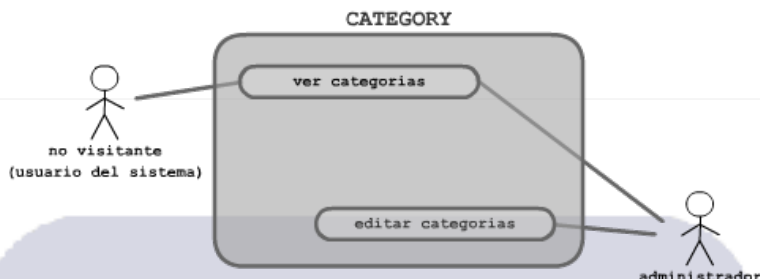 CATEGORY
ver categorias
no visitante
(usuario del sistema)
editar categorias
administrador